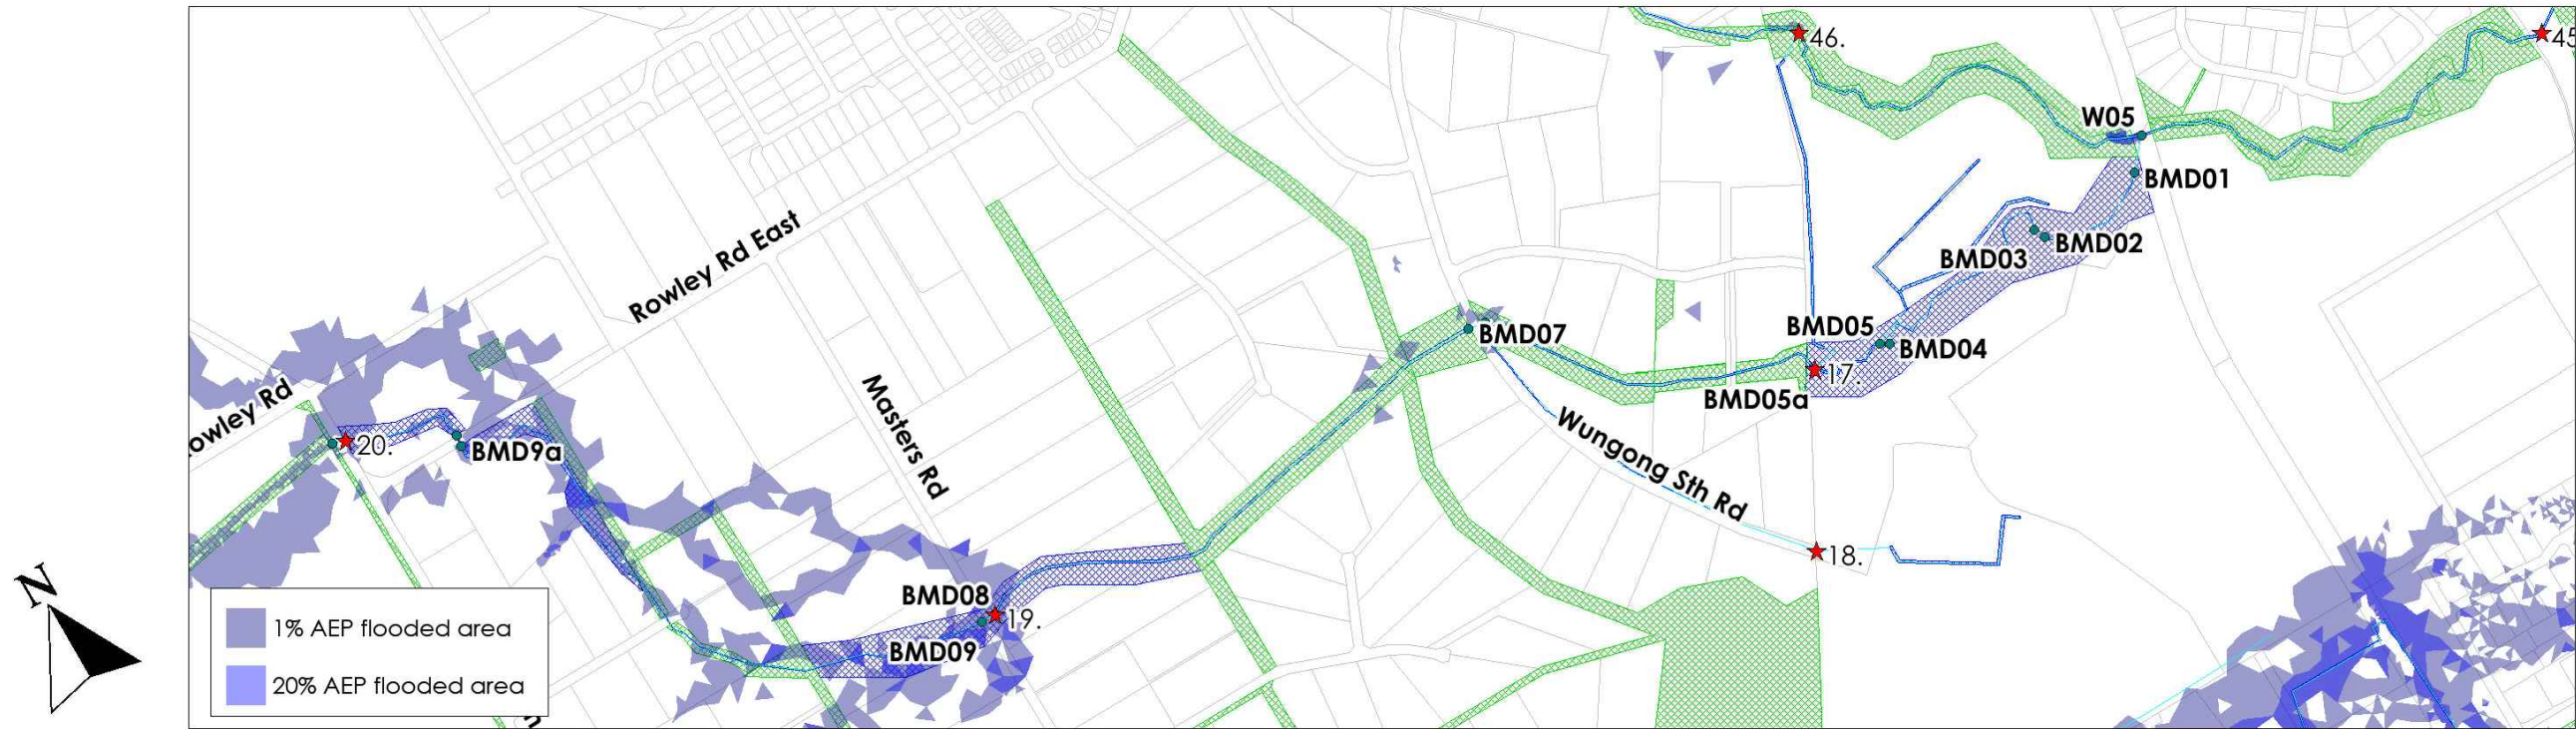 46.
45
W05
BMD01
BMD02
BMD03
Rowley Rd East
BMD07
BMD05
BMD04
17.
BMD05a
owley Rd
Masters Rd
20.
BMD9a
Wungong Sth Rd
18.
BMD08
19.
BMD09
N
1% AEP flooded area
20% AEP flooded area